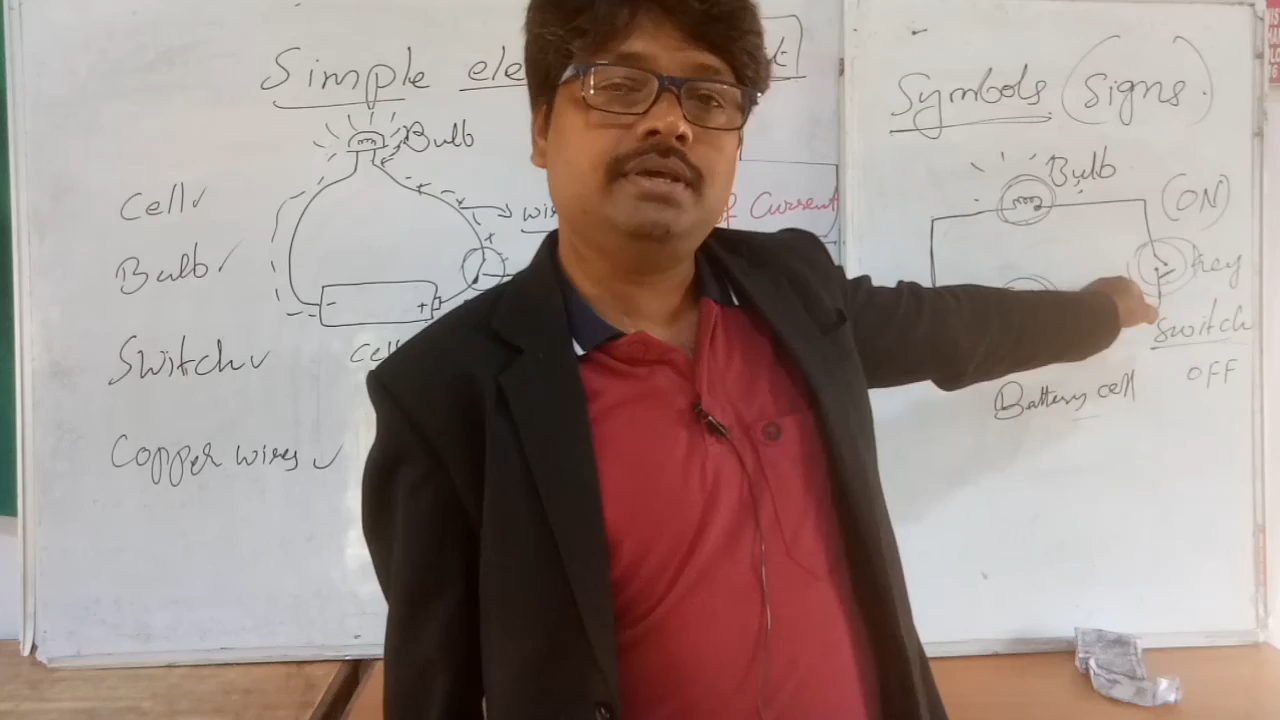 Simple ele
Bulb
Cell ✓
Bulb ✓
Switch ✓
Copper wires ✓
wi
- +
Cell
of Current
Symbols (Signs)
Bulb
(ON)
Key
Switch
OFF
Battery cell